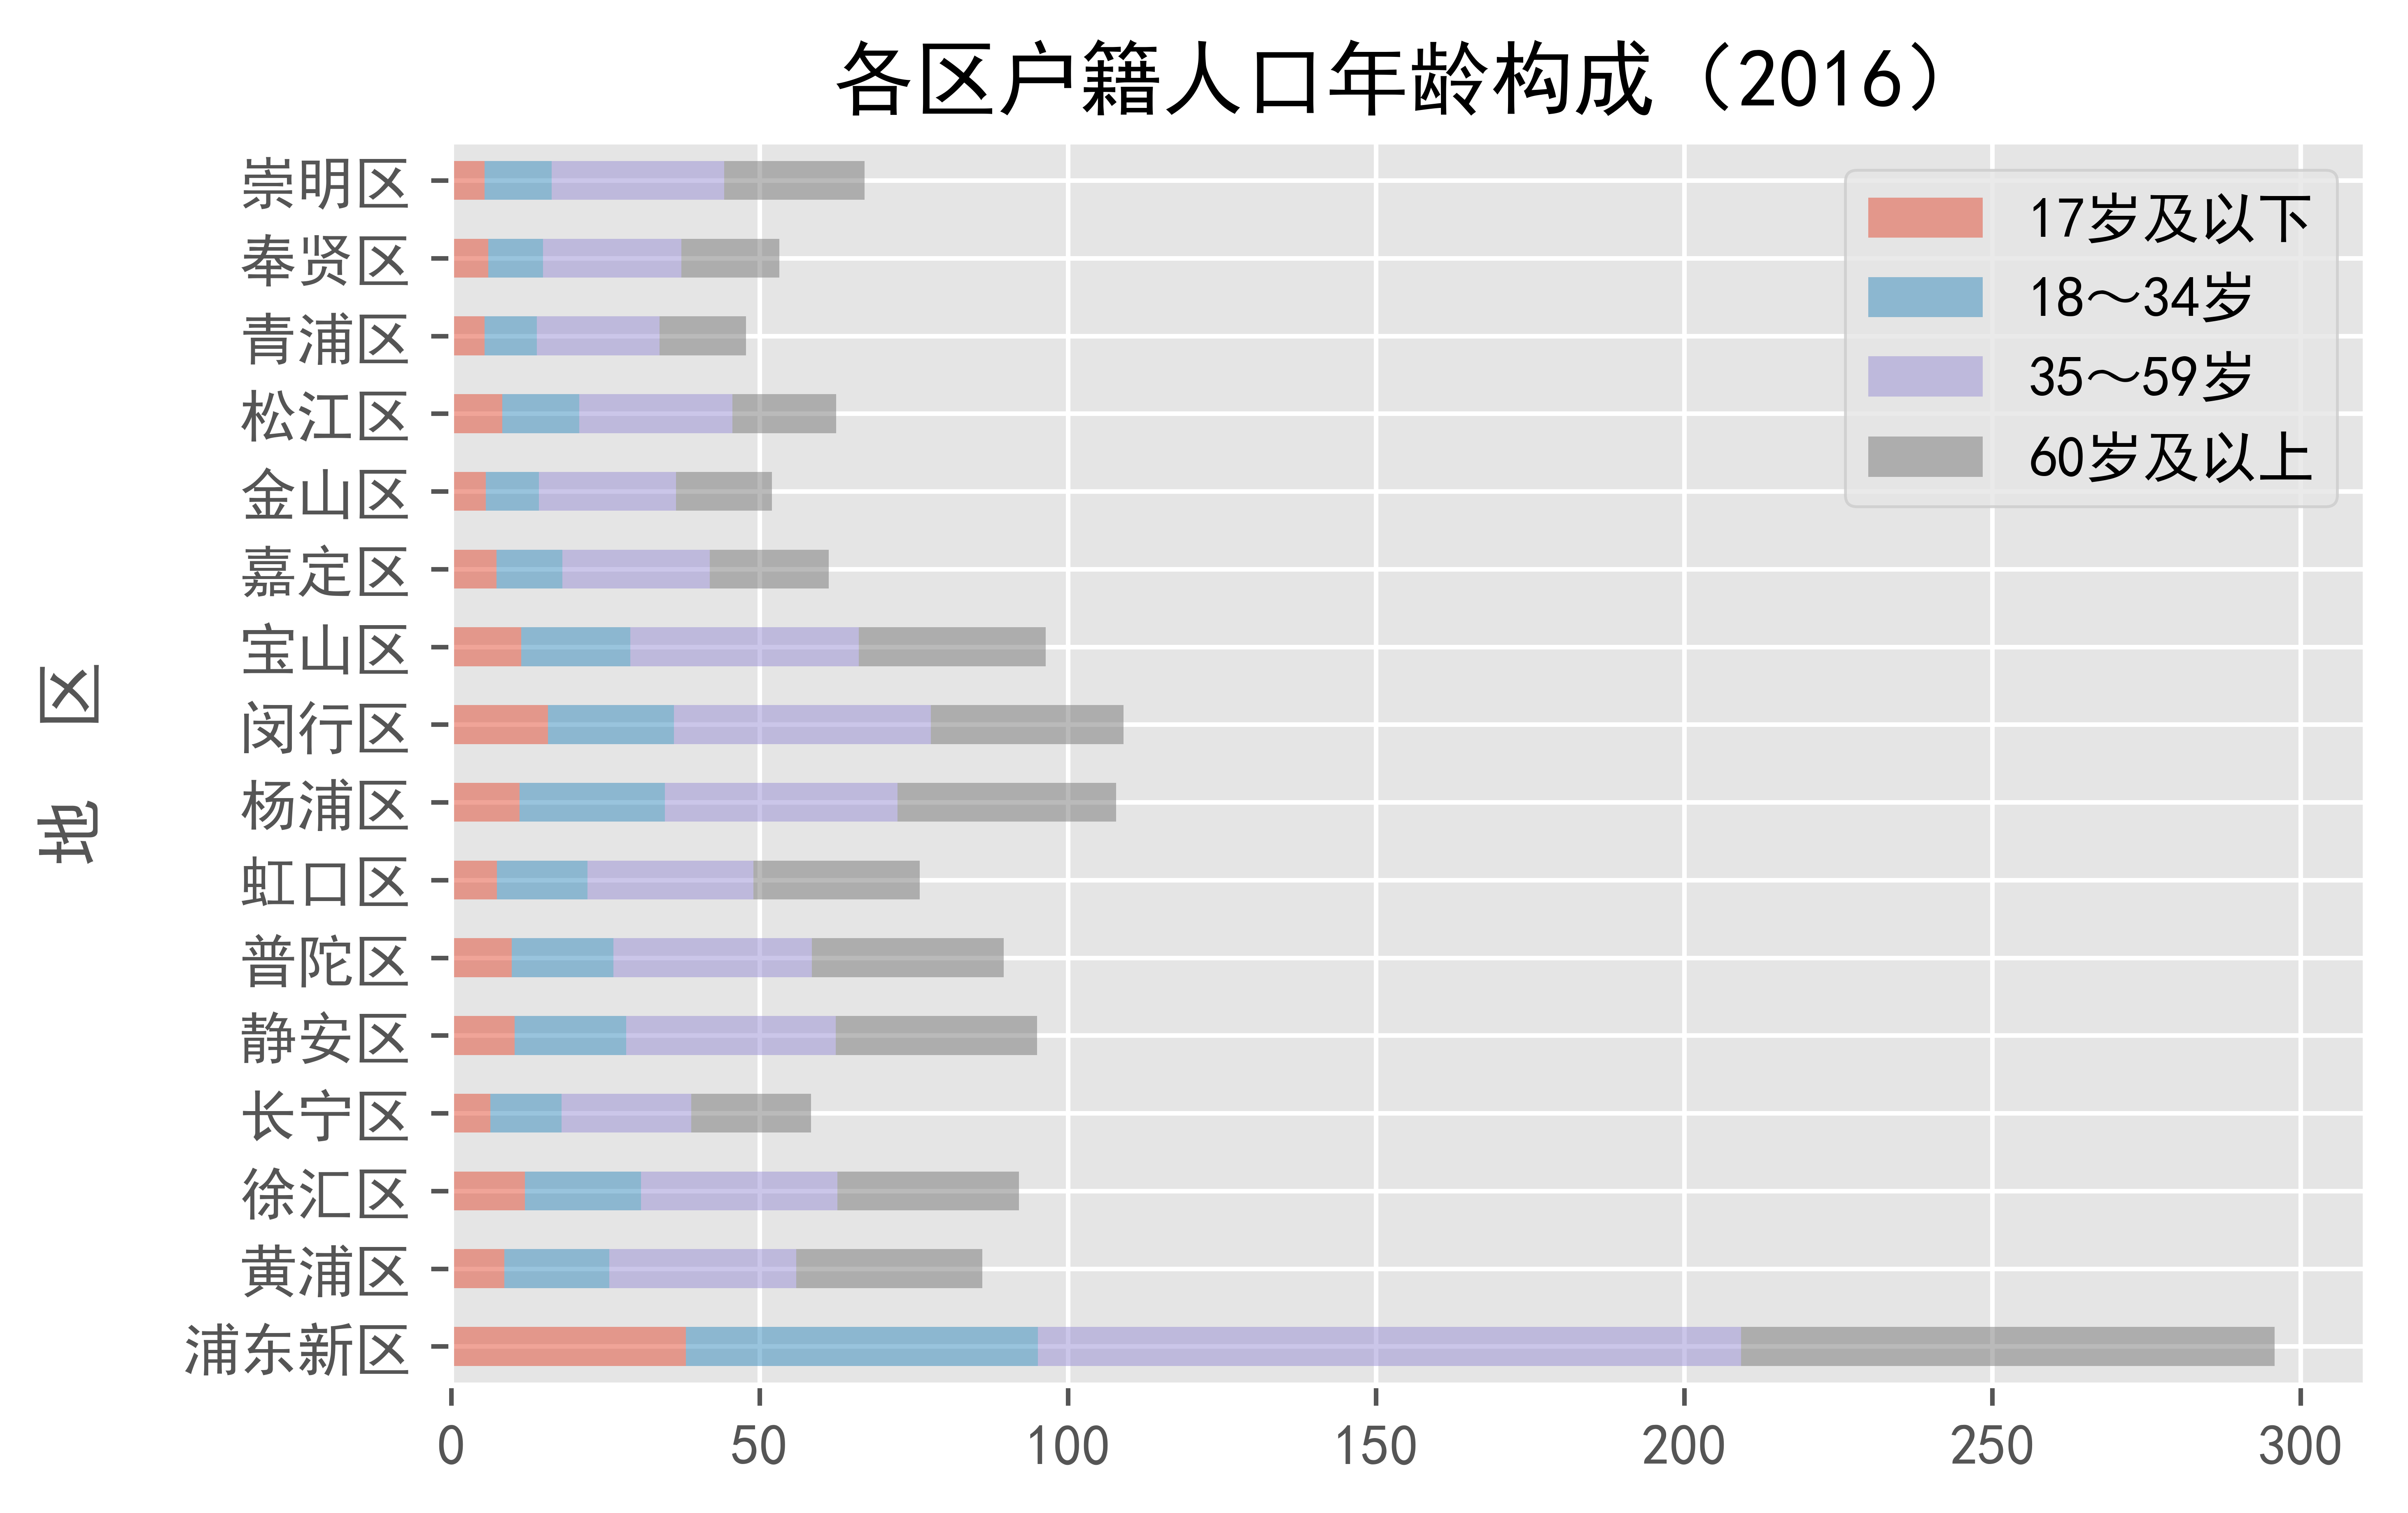 各区户籍人口年龄构成（2016）
17岁及以下
18～34岁
35～59岁
60岁及以上
地 区
崇明区
奉贤区
青浦区
松江区
金山区
嘉定区
宝山区
闵行区
杨浦区
虹口区
普陀区
静安区
长宁区
徐汇区
黄浦区
浦东新区
0 50 100 150 200 250 300